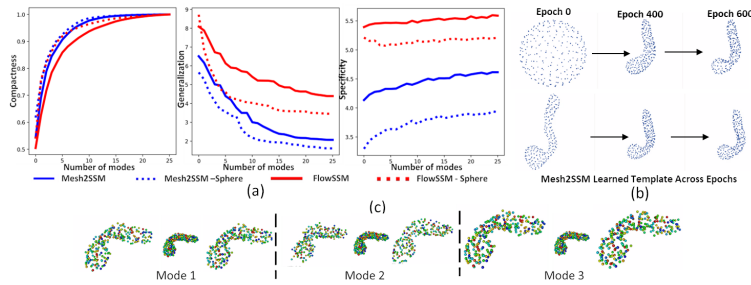 (a)
Compactness
1.0
0.9
0.8
0.7
0.6
0.5
0
5
10
15
20
25
Number of modes
Generalization
8
7
6
5
4
3
2
0
5
10
15
20
25
Number of modes
Specificity
5.5
5.0
4.5
4.0
3.5
0
5
10
15
20
25
Number of modes
Mesh2SSM
Mesh2SSM –Sphere
FlowSSM
FlowSSM - Sphere
(a)
Epoch 0
Epoch 400
Epoch 600
Mesh2SSM Learned Template Across Epochs
(b)
(c)
Mode 1
Mode 2
Mode 3